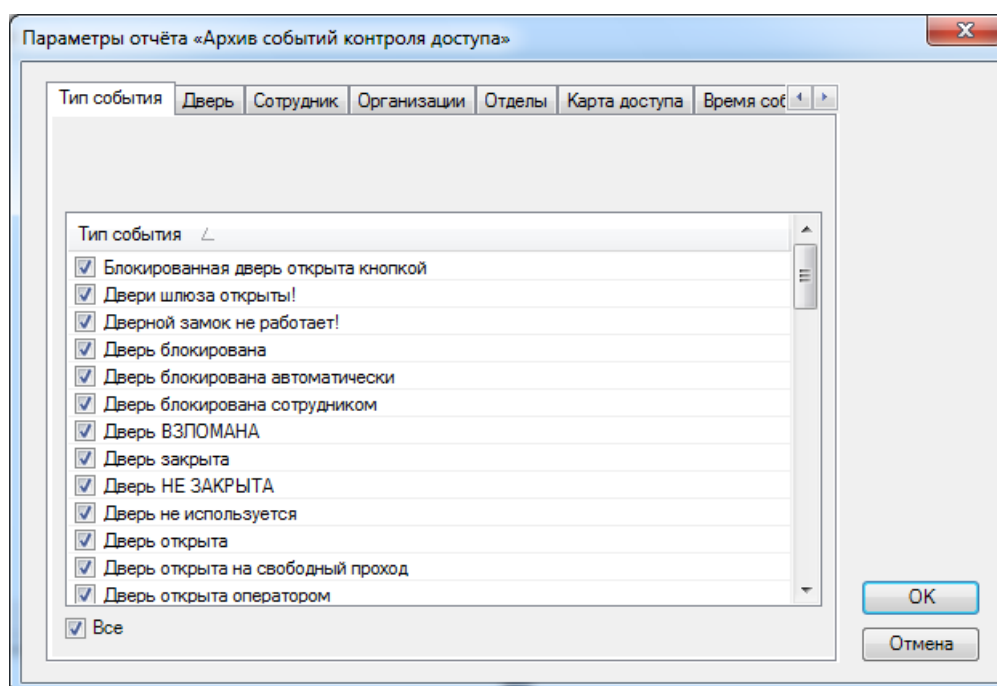 Параметры отчёта «Архив событий контроля доступа»
Тип события Дверь Сотрудник Организации Отделы Карта доступа Время соб
Тип события
Блокированная дверь открыта кнопкой
Двери шлюза открыты!
Дверной замок не работает!
Дверь блокирована
Дверь блокирована автоматически
Дверь блокирована сотрудником
Дверь ВЗЛОМАНА
Дверь закрыта
Дверь НЕ ЗАКРЫТА
Дверь не используется
Дверь открыта
Дверь открыта на свободный проход
Дверь открыта оператором
Все
OK
Отмена